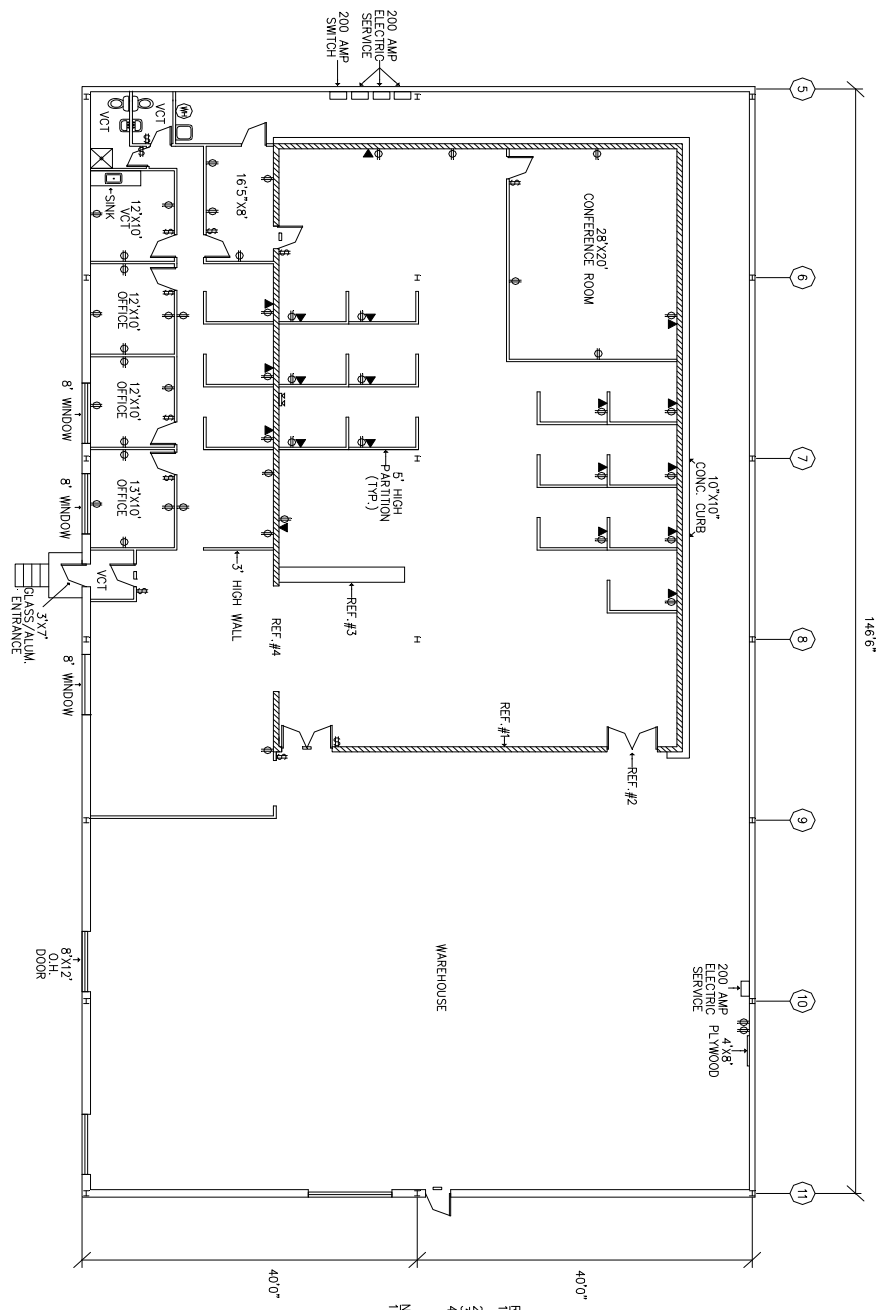 200 AMP
ELECTRIC
SERVICE
200 AMP
SWITCH
5
6
7
8
9
10
11
146'6"
VCT
VCT
WH
16'5"X8'
SINK
12'X10'
VCT
12'X10'
OFFICE
12'X10'
OFFICE
13'X10'
OFFICE
8' WINDOW
8' WINDOW
8' WINDOW
VCT
3'X7'
GLASS/ALUM.
ENTRANCE
28'X20'
CONFERENCE ROOM
10"X10"
CONC. CURB
5' HIGH
PARTITION
(TYP.)
3' HIGH WALL
REF.#3
REF.#4
REF.#1
REF.#2
WAREHOUSE
8'X12'
O.H.
DOOR
200 AMP
ELECTRIC
SERVICE
4'X8'
PLYWOOD
40'0"
40'0"